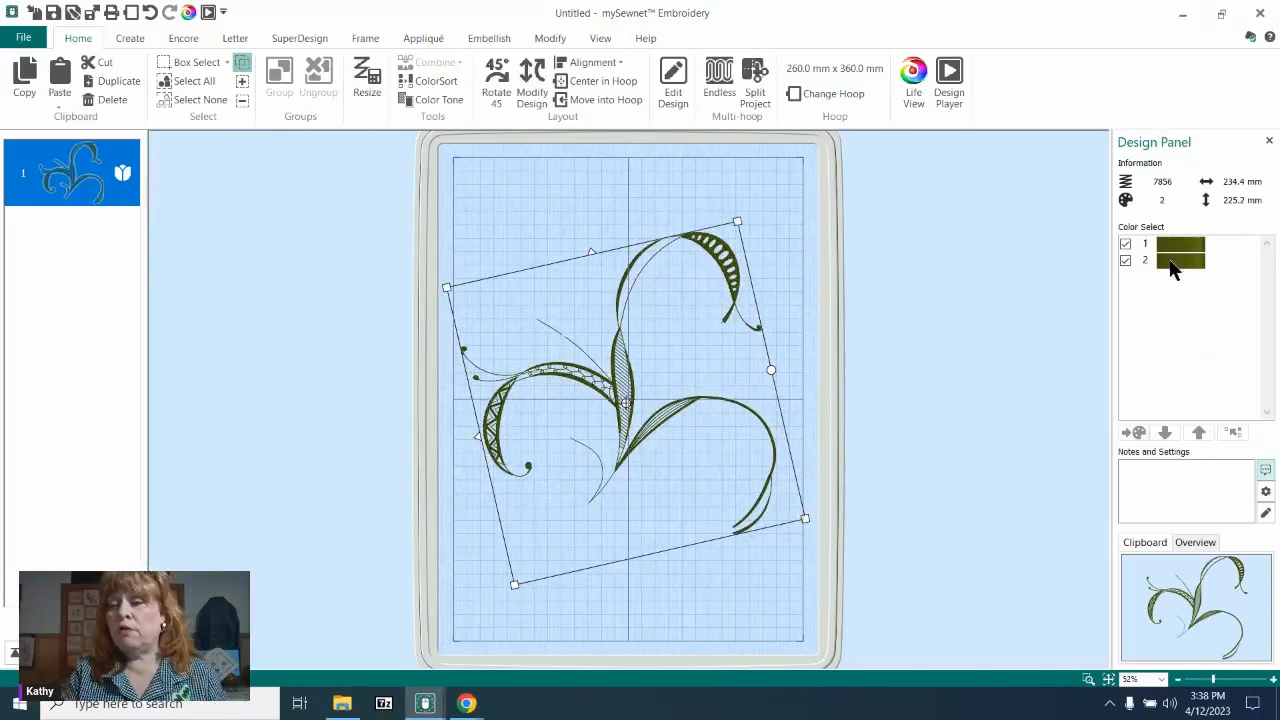 Untitled - mySewnet™ Embroidery
File Home Create Encore Letter SuperDesign Frame Appliqué Embellish Modify View Help
Copy
Paste
Cut
Duplicate
Delete
Clipboard
Box Select
Select All
Select None
Select
Group
Ungroup
Groups
Resize
Combine
ColorSort
Color Tone
Tools
45°
Rotate
45
Modify
Design
Alignment
Center in Hoop
Move into Hoop
Layout
Edit
Design
Endless
Split
Project
Multi-hoop
260.0 mm x 360.0 mm
Change Hoop
Hoop
Life
View
Design
Player
1
Design Panel
Information
7856 234.4 mm
2 225.2 mm
Color Select
1
2
Notes and Settings
Clipboard Overview
Kathy
52%
Type here to search
7z
3:38 PM
4/12/2023